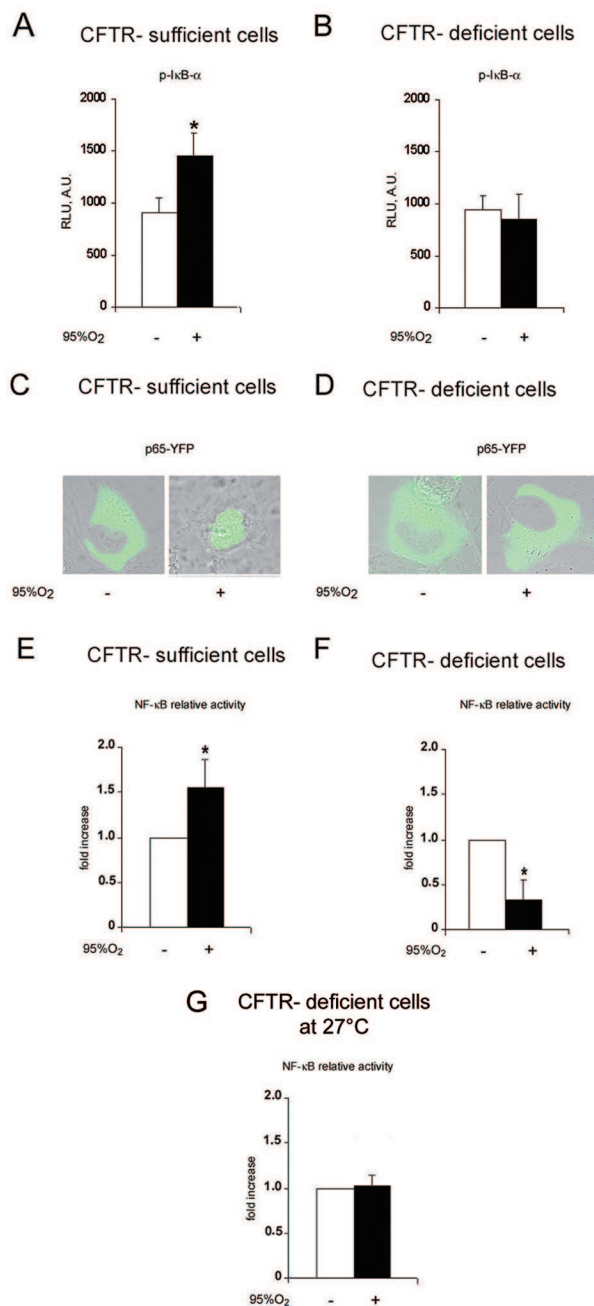 A
CFTR- sufficient cells
p-IκB-α
2000
1500
1000
500
0
RLU, A.U.
*
95%O2 - +
B
CFTR- deficient cells
p-IκB-α
2000
1500
1000
500
0
RLU, A.U.
95%O2 - +
C
CFTR- sufficient cells
p65-YFP
95%O2 - +
D
CFTR- deficient cells
p65-YFP
95%O2 - +
E
CFTR- sufficient cells
NF-κB relative activity
2.0
1.5
1.0
0.5
0
fold increase
*
95%O2 - +
F
CFTR- deficient cells
NF-κB relative activity
2.0
1.5
1.0
0.5
0
fold increase
*
95%O2 - +
G
CFTR- deficient cells
at 27°C
NF-κB relative activity
2.0
1.5
1.0
0.5
0
fold increase
95%O2 - +